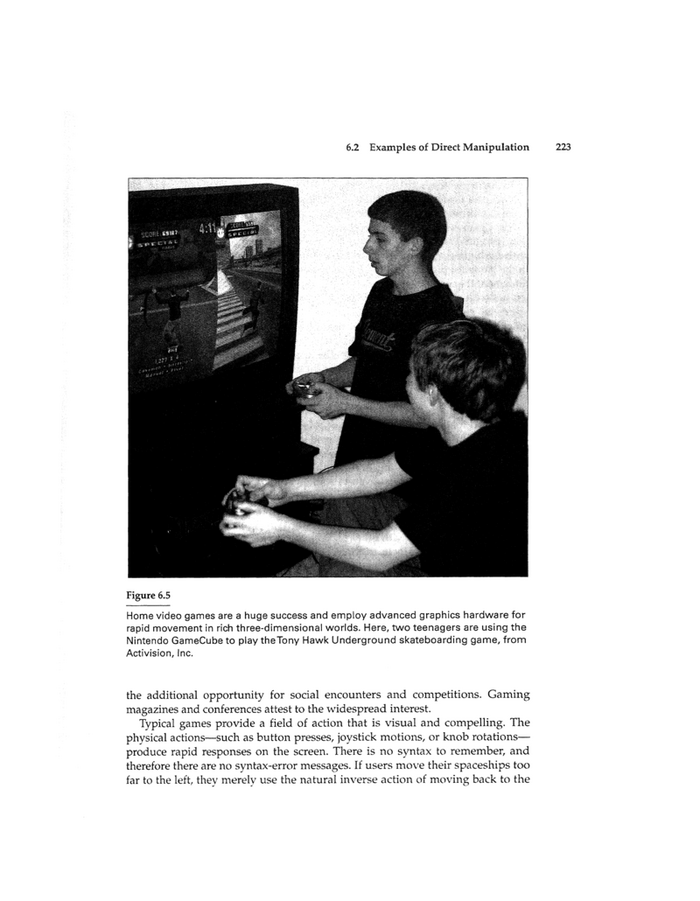 6.2 Examples of Direct Manipulation 223
4:11
SPECIAL
Figure 6.5
Home video games are a huge success and employ advanced graphics hardware for
rapid movement in rich three-dimensional worlds. Here, two teenagers are using the
Nintendo GameCube to play theTony Hawk Underground skateboarding game, from
Activision, Inc.
the additional opportunity for social encounters and competitions. Gaming
magazines and conferences attest to the widespread interest.
Typical games provide a field of action that is visual and compelling. The
physical actions—such as button presses, joystick motions, or knob rotations—
produce rapid responses on the screen. There is no syntax to remember, and
therefore there are no syntax-error messages. If users move their spaceships too
far to the left, they merely use the natural inverse action of moving back to the